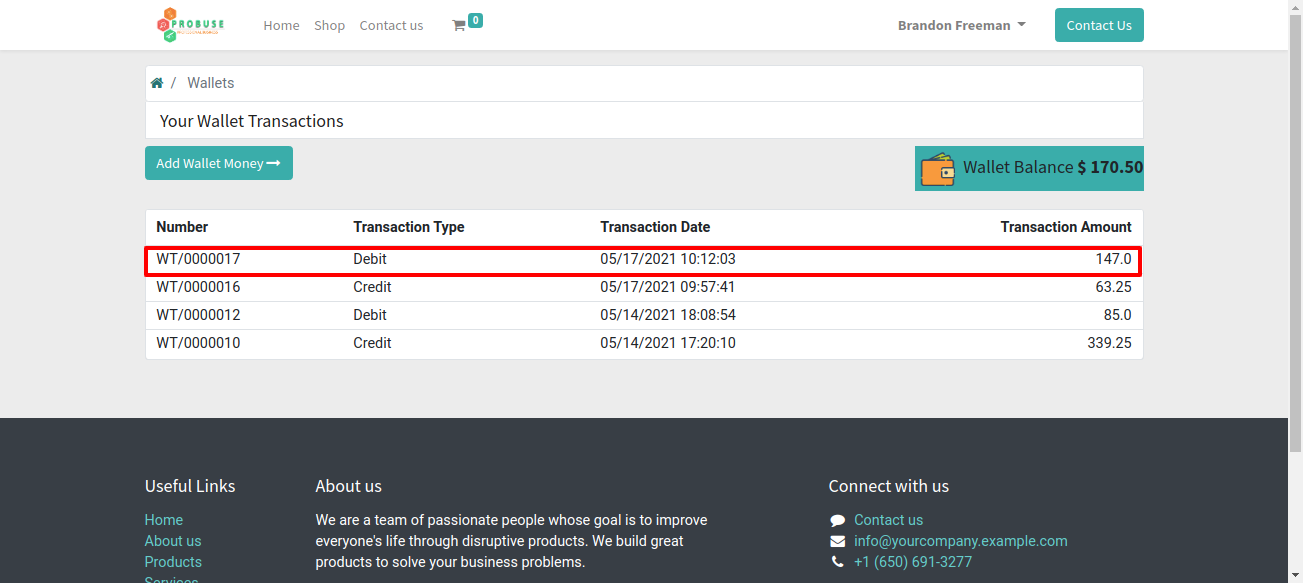 PROBUSE
Home Shop Contact us 0 Brandon Freeman Contact Us
/ Wallets
Your Wallet Transactions
Add Wallet Money
Wallet Balance $ 170.50
Number Transaction Type Transaction Date Transaction Amount
WT/0000017 Debit 05/17/2021 10:12:03 147.0
WT/0000016 Credit 05/17/2021 09:57:41 63.25
WT/0000012 Debit 05/14/2021 18:08:54 85.0
WT/0000010 Credit 05/14/2021 17:20:10 339.25
Useful Links
Home
About us
Products
Services
About us
We are a team of passionate people whose goal is to improve
everyone's life through disruptive products. We build great
products to solve your business problems.
Connect with us
Contact us
info@yourcompany.example.com
+1 (650) 691-3277